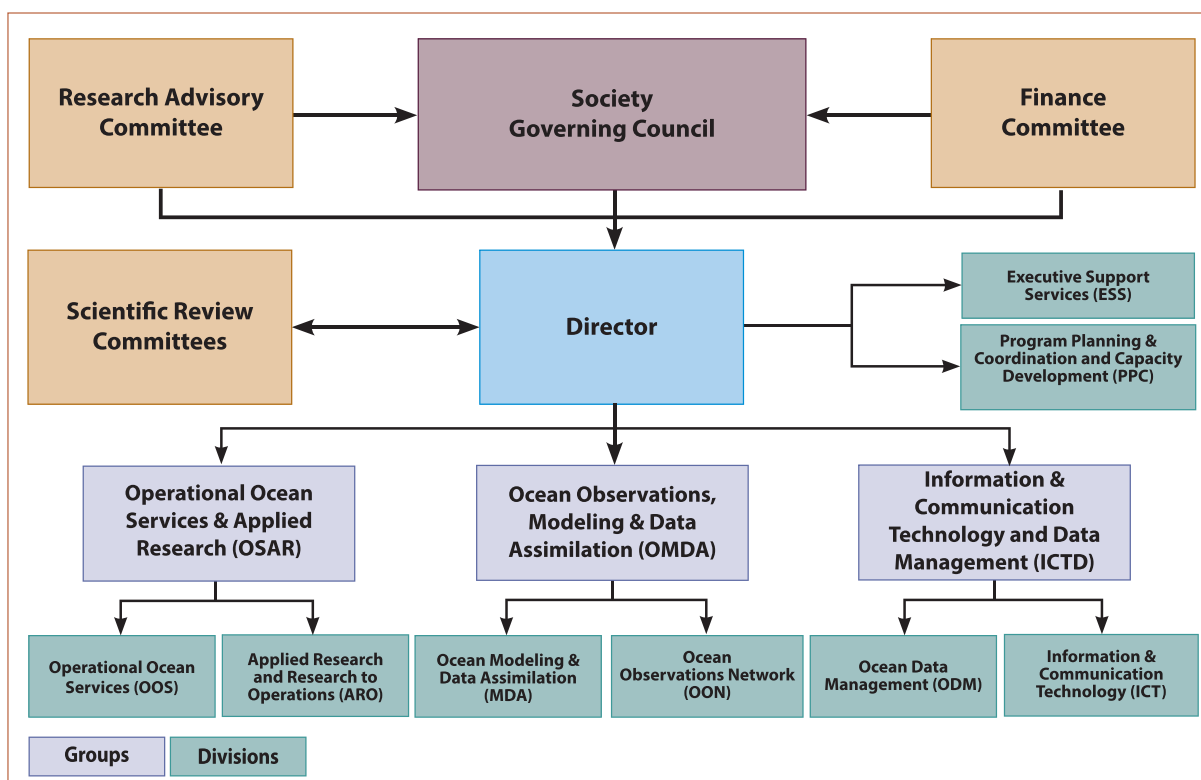 Research Advisory
Committee
Society
Governing Council
Finance
Committee
Scientific Review
Committees
Director
Executive Support
Services (ESS)
Program Planning &
Coordination and Capacity
Development (PPC)
Operational Ocean
Services & Applied
Research (OSAR)
Ocean Observations,
Modeling & Data
Assimilation (OMDA)
Information &
Communication
Technology and Data
Management (ICTD)
Operational Ocean
Services (OOS)
Applied Research
and Research to
Operations (ARO)
Ocean Modeling &
Data Assimilation
(MDA)
Ocean
Observations Network
(OON)
Ocean Data
Management (ODM)
Information &
Communication
Technology (ICT)
Groups
Divisions